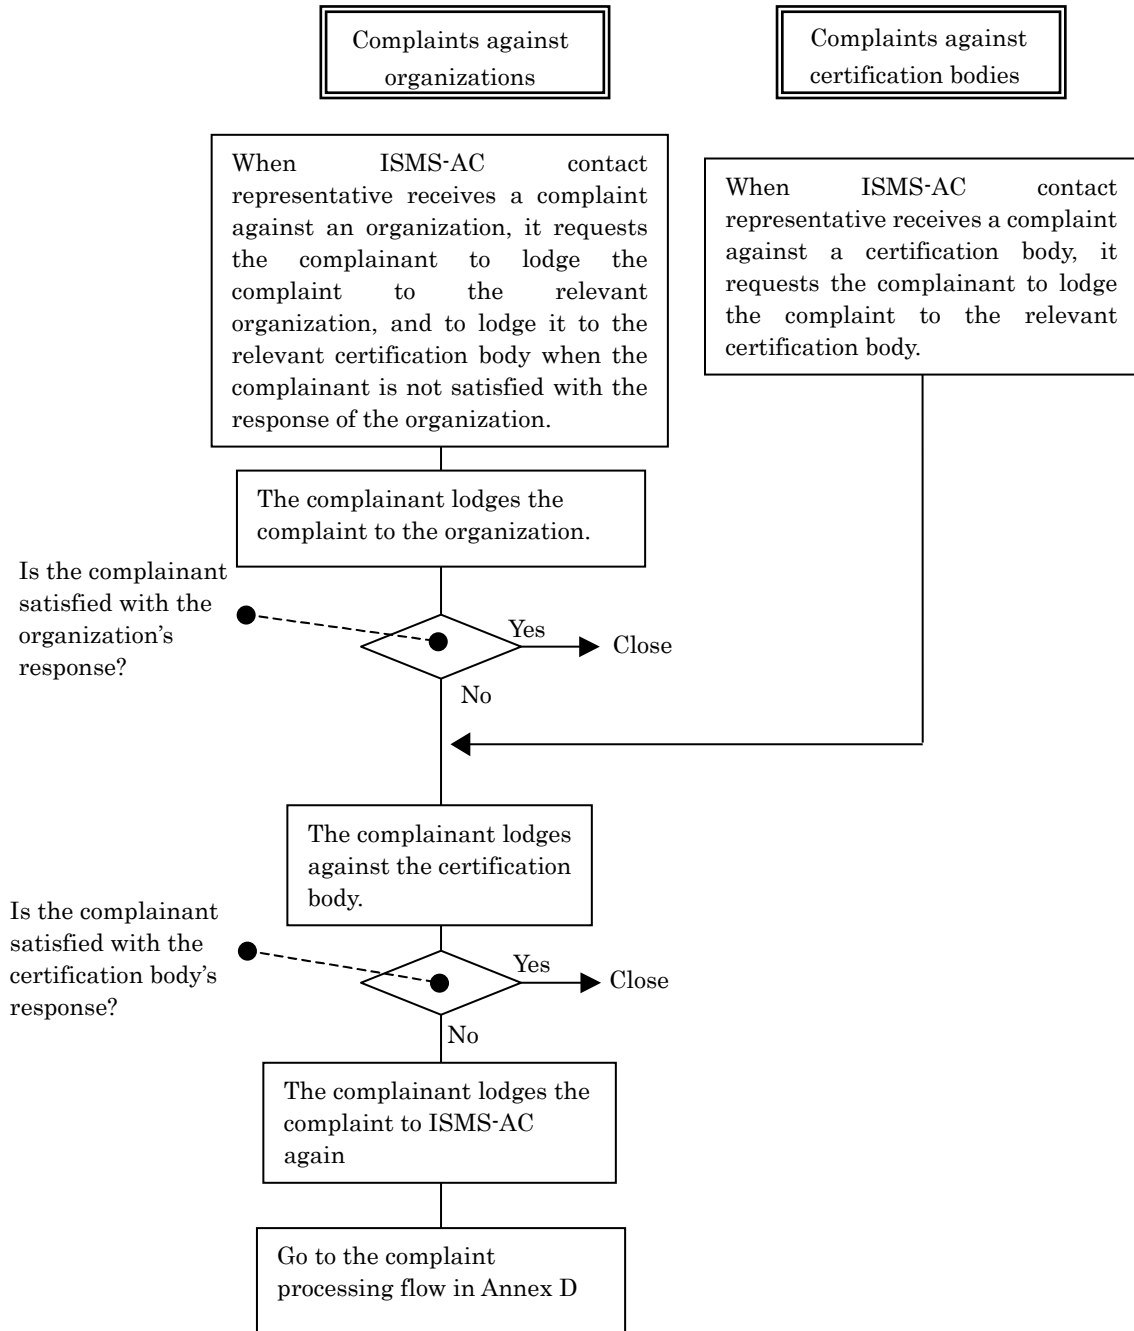 Complaints against
organizations
Complaints against
certification bodies
When ISMS-AC contact
representative receives a complaint
against an organization, it requests
the complainant to lodge the
complaint to the relevant
organization, and to lodge it to the
relevant certification body when the
complainant is not satisfied with the
response of the organization.
When ISMS-AC contact
representative receives a complaint
against a certification body, it
requests the complainant to lodge
the complaint to the relevant
certification body.
The complainant lodges the
complaint to the organization.
Is the complainant
satisfied with the
organization’s
response?
Yes
Close
No
The complainant lodges
against the certification
body.
Is the complainant
satisfied with the
certification body’s
response?
Yes
Close
No
The complainant lodges the
complaint to ISMS-AC
again
Go to the complaint
processing flow in Annex D